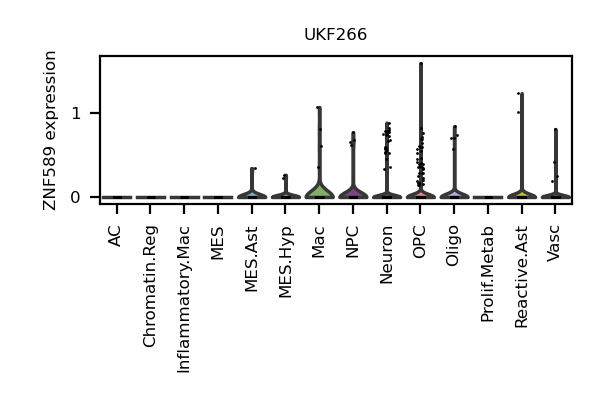 UKF266
ZNF589 expression
1
0
AC
Chromatin.Reg
Inflammatory.Mac
MES
MES.Ast
MES.Hyp
Mac
NPC
Neuron
OPC
Oligo
Prolif.Metab
Reactive.Ast
Vasc